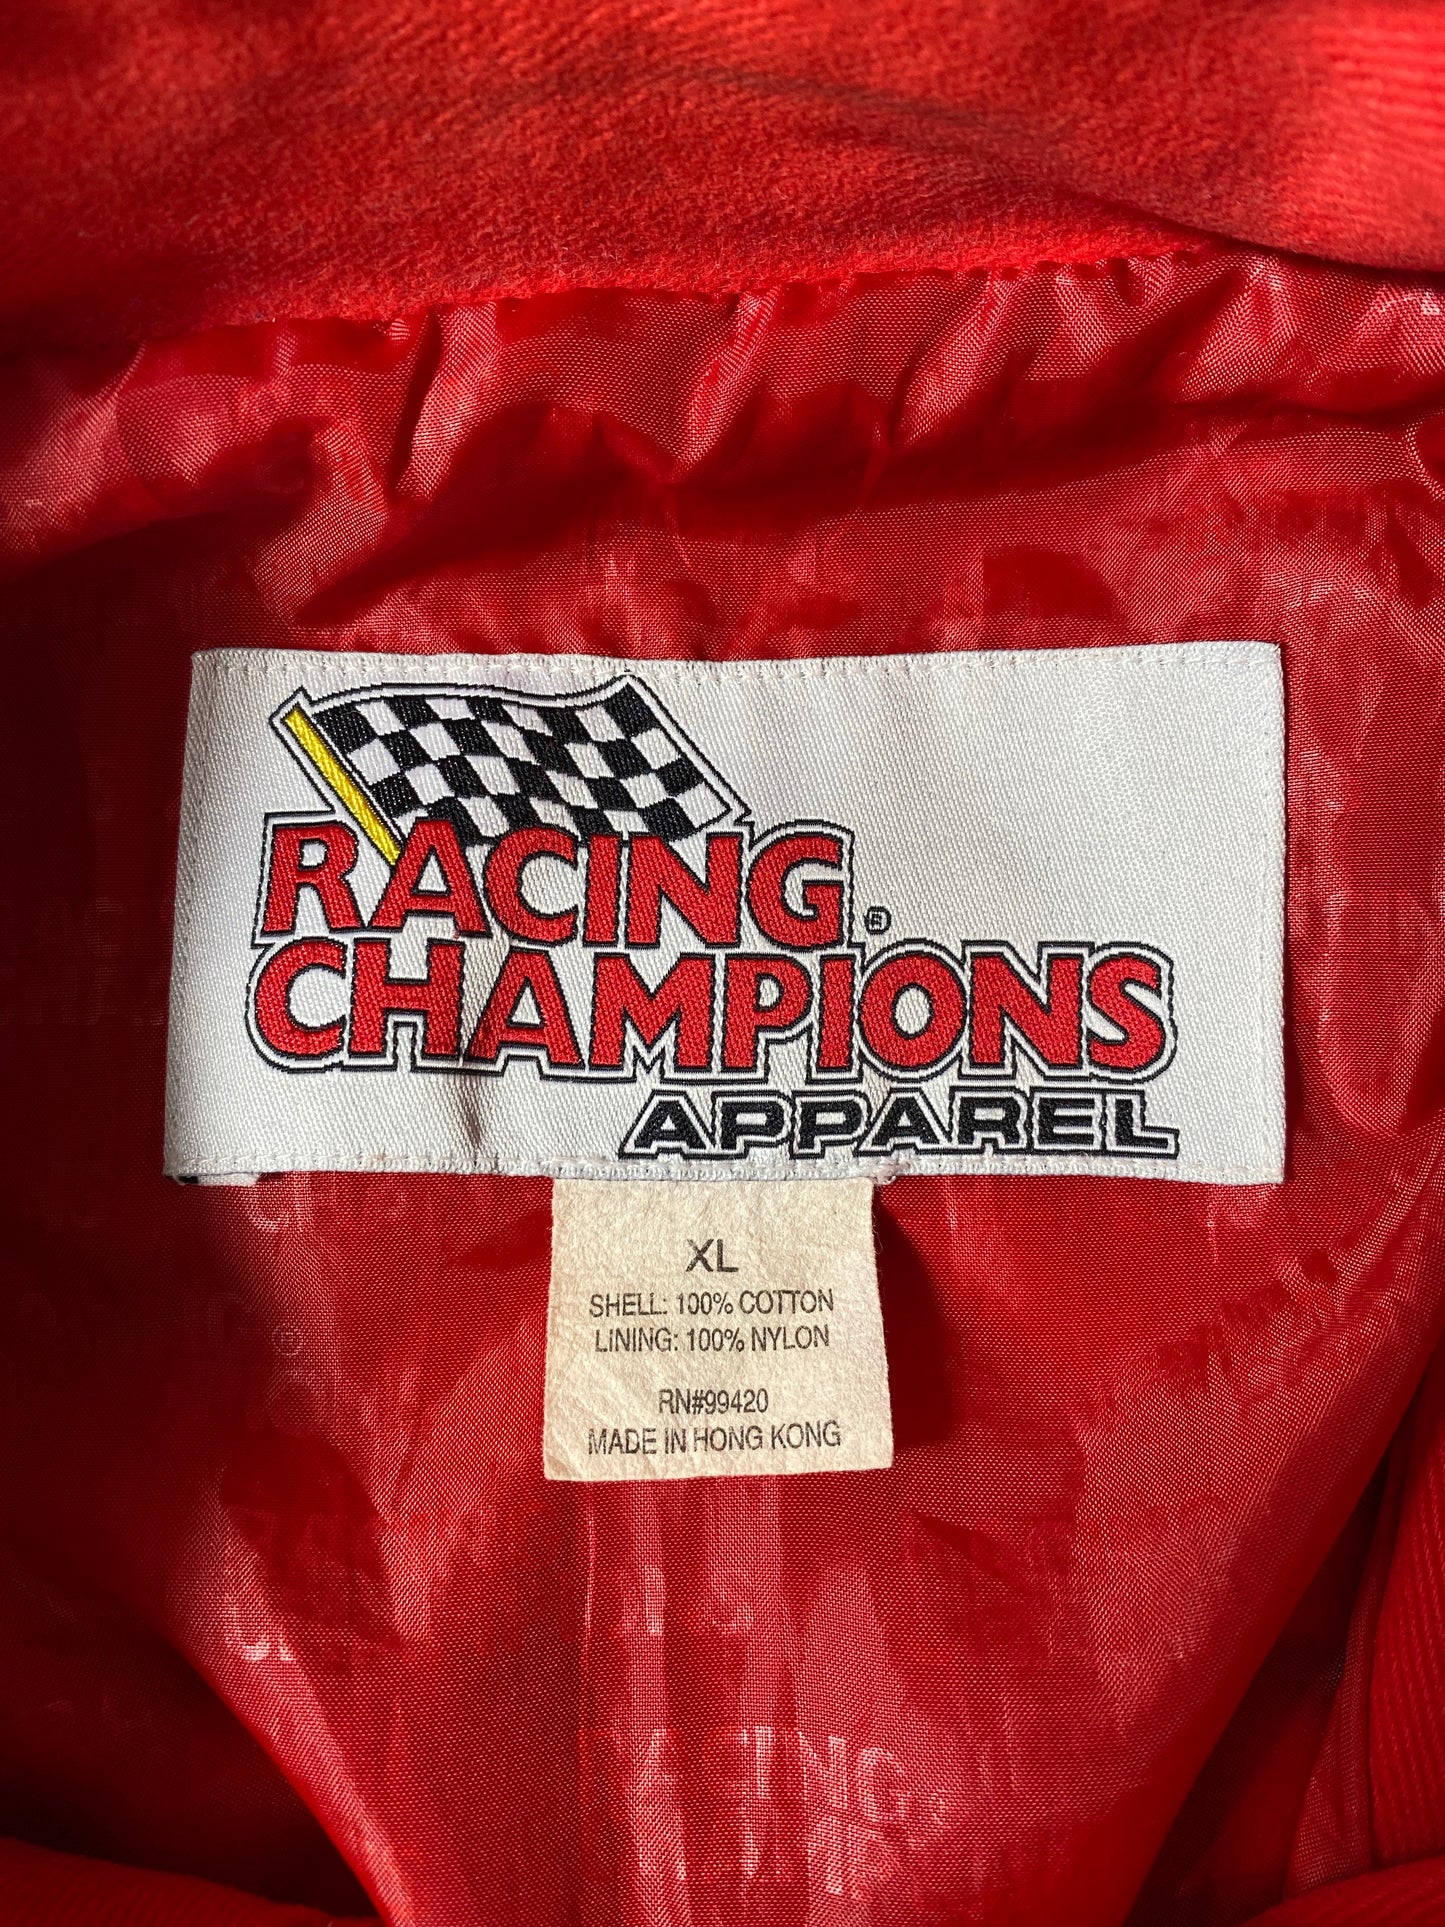 RACING
®
CHAMPIONS
APPAREL
XL
SHELL: 100% COTTON
LINING: 100% NYLON
RN#99420
MADE IN HONG KONG